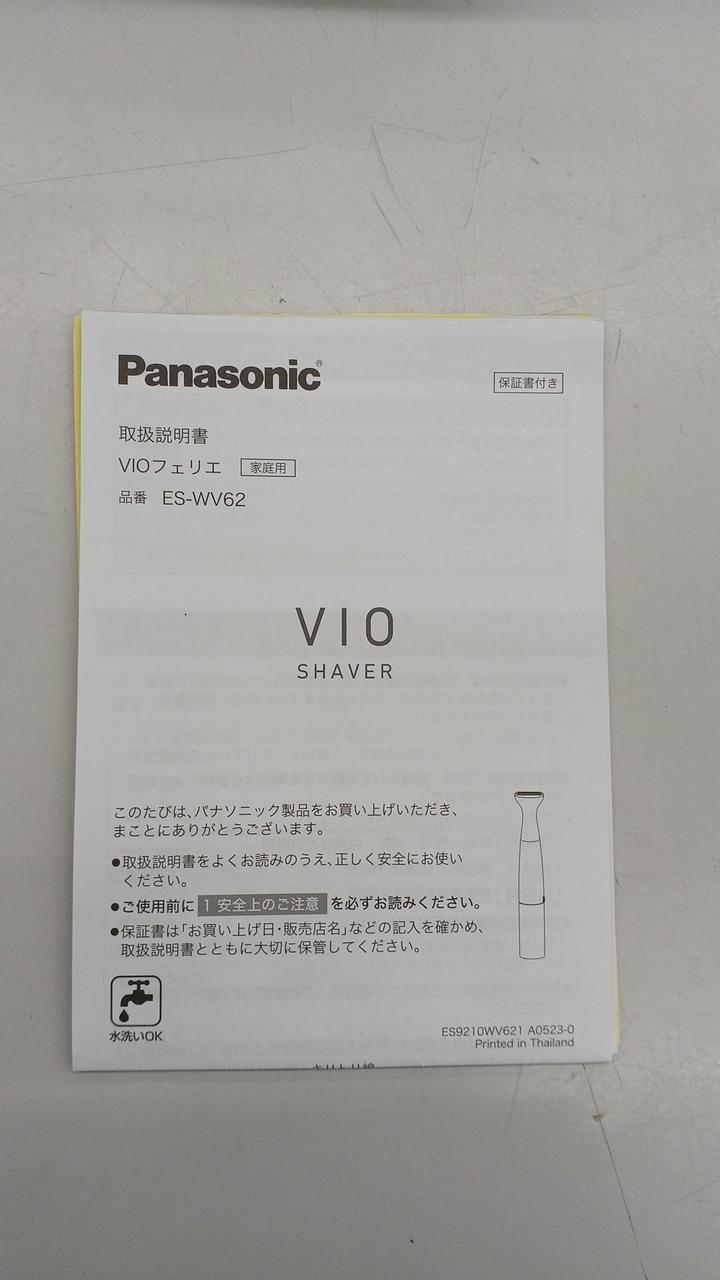 Panasonic®
保証書付き
取扱説明書
VIOフェリエ 家庭用
品番 ES-WV62
VIO
SHAVER
このたびは、パナソニック製品をお買い上げいただき、
まことにありがとうございます。
●取扱説明書をよくお読みのうえ、正しく安全にお使い
ください。
●ご使用前に 1 安全上のご注意 を必ずお読みください。
●保証書は「お買い上げ日・販売店名」などの記入を確かめ、
取扱説明書とともに大切に保管してください。
水洗いOK
ES9210WV621 A0523-0
Printed in Thailand